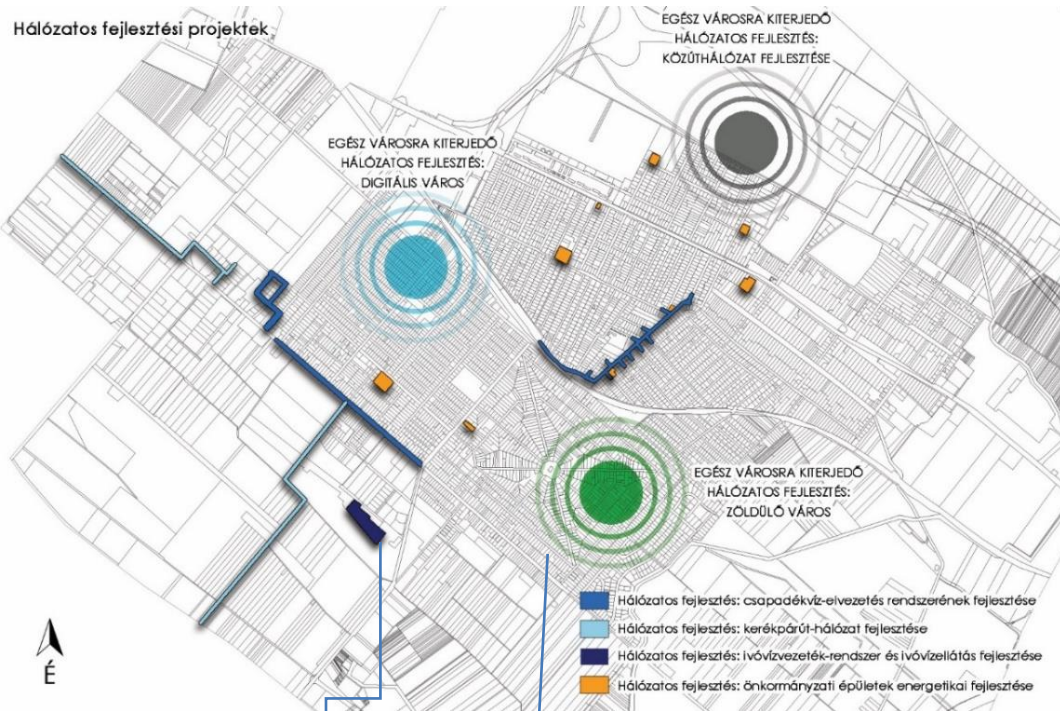 Hálózatos fejlesztési projektek
EGÉSZ VÁROSRA KITERJEDŐ
HÁLÓZATOS FEJLESZTÉS:
KÖZÚTHÁLÓZAT FEJLESZTÉSE
EGÉSZ VÁROSRA KITERJEDŐ
HÁLÓZATOS FEJLESZTÉS:
DIGITÁLIS VÁROS
EGÉSZ VÁROSRA KITERJEDŐ
HÁLÓZATOS FEJLESZTÉS:
ZÖLDÜLŐ VÁROS
Hálózatos fejlesztés: csapadékvíz-elvezetés rendszerének fejlesztése
Hálózatos fejlesztés: kerékpárút-hálózat fejlesztése
Hálózatos fejlesztés: ivóvízvezeték-rendszer és ivóvízellátás fejlesztése
Hálózatos fejlesztés: önkormányzati épületek energetikai fejlesztése
É